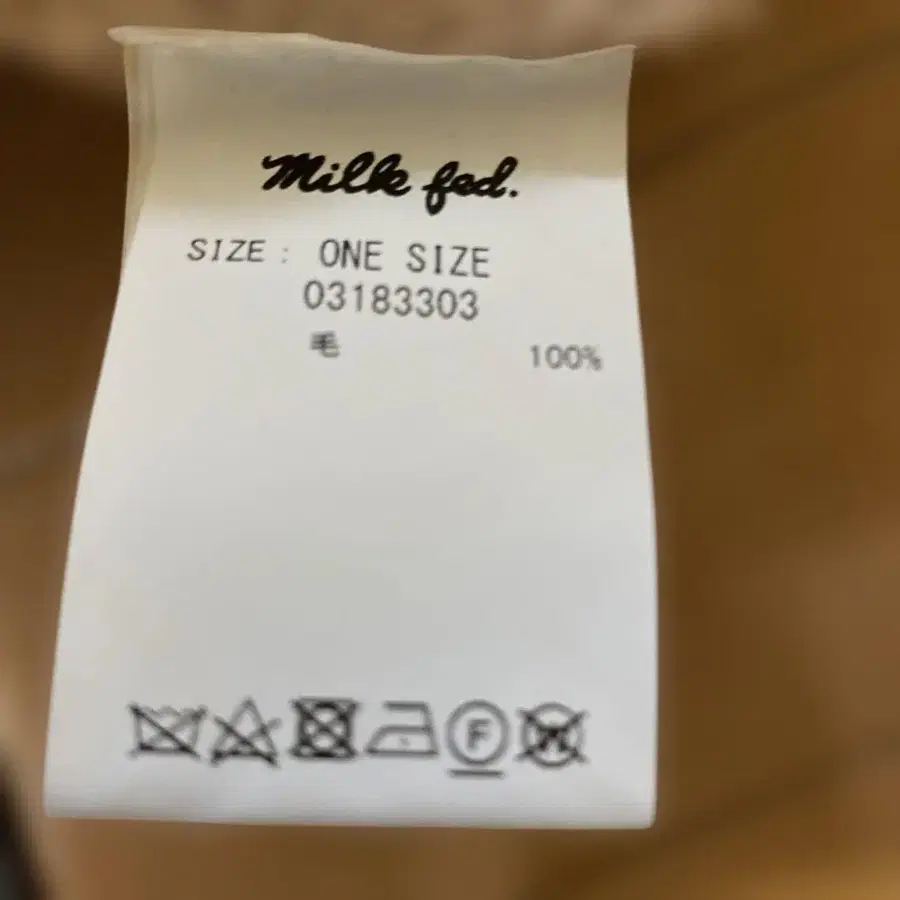 Milk fed.
SIZE : ONE SIZE
03183303
毛 100%
F
W